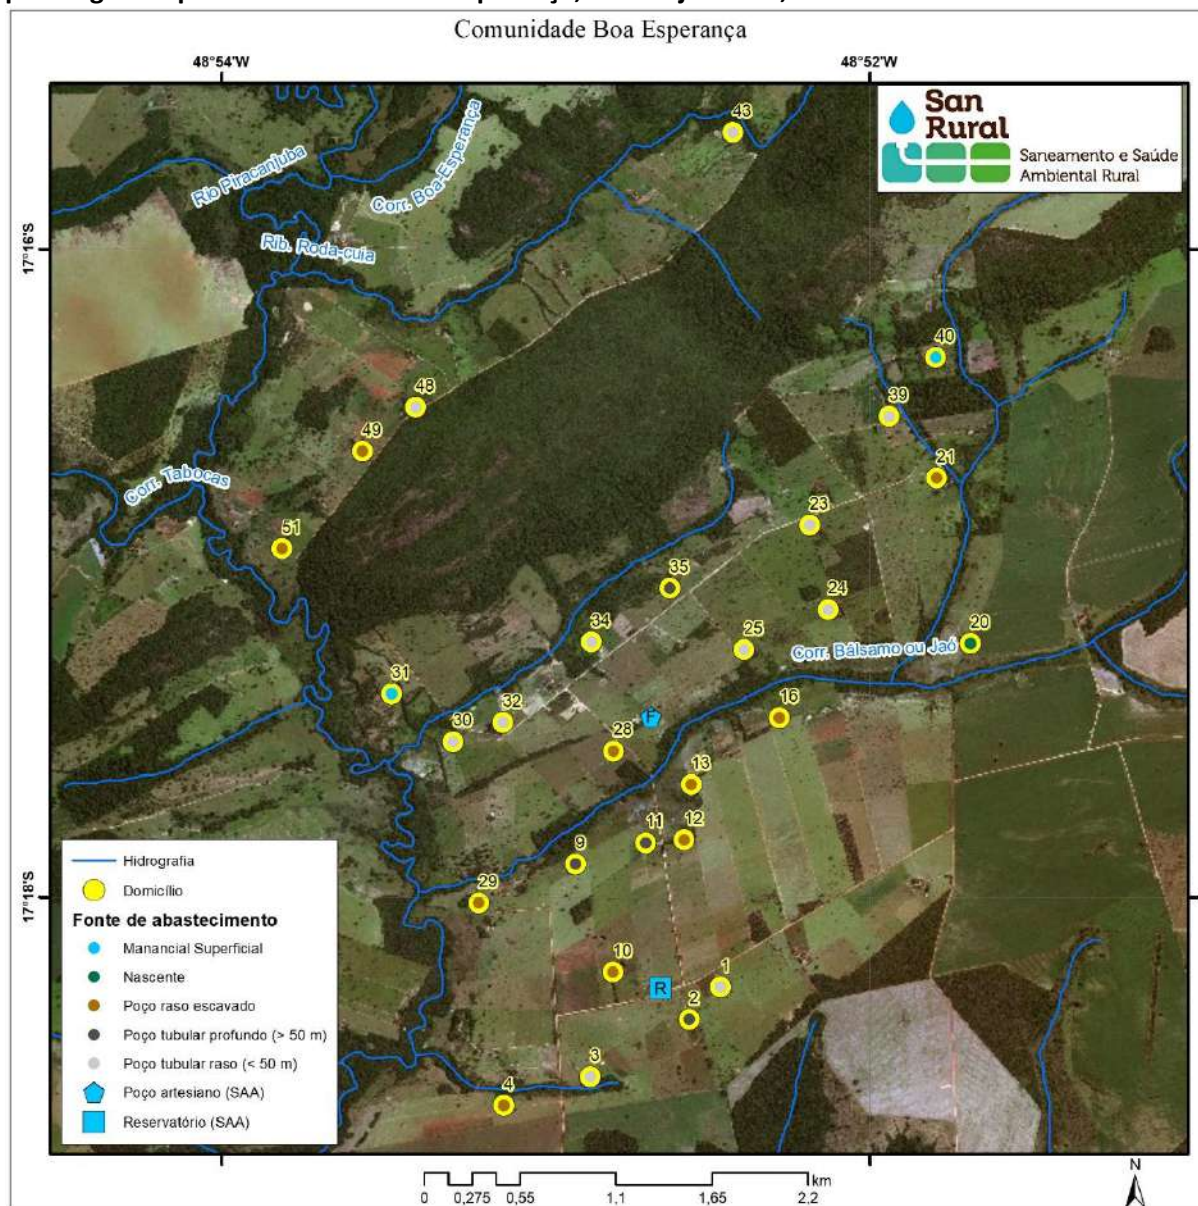 Comunidade Boa Esperança
48°54'W
48°52'W
San
Rural
Saneamento e Saúde
Ambiental Rural
43
Rio Piracanjuba
Corr. Boa-Esperança
Rib. Roda-cuia
17°16'S
40
48
39
49
21
Corr. Tabocas
23
51
35
24
34
25
20
Corr. Bálsamo ou Jaó
31
32
30
16
F
28
13
12
11
9
29
17°18'S
10
1
R
2
3
4
Hidrografia
Domicílio
Fonte de abastecimento
Manancial Superficial
Nascente
Poço raso escavado
Poço tubular profundo (> 50 m)
Poço tubular raso (< 50 m)
Poço artesiano (SAA)
Reservatório (SAA)
km
0 0,275 0,55 1,1 1,65 2,2
N